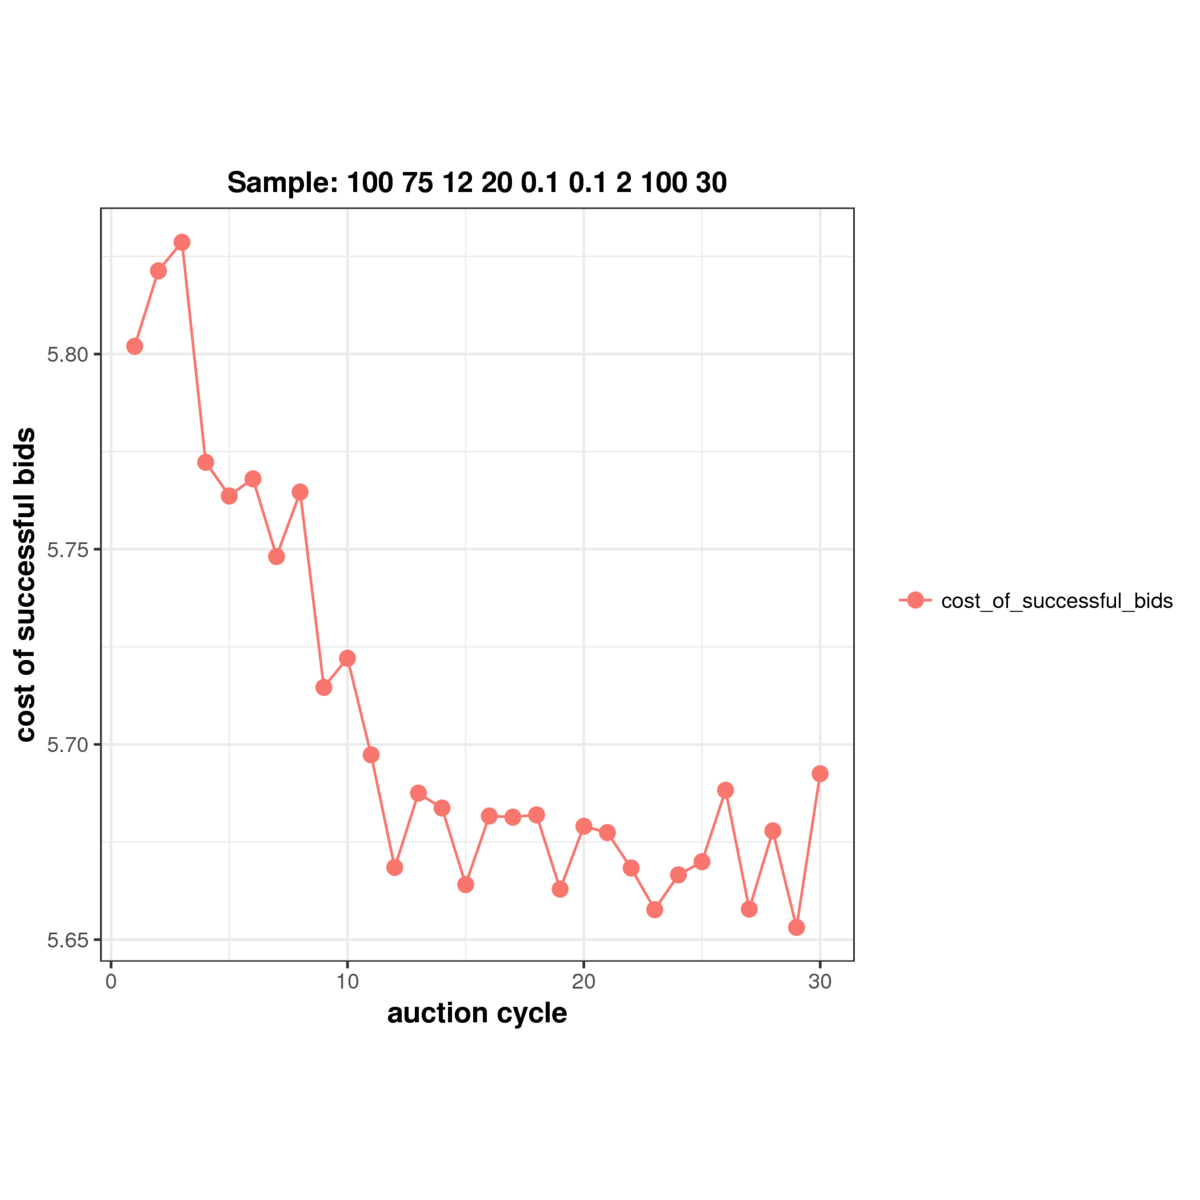 Sample: 100 75 12 20 0.1 0.1 2 100 30
cost of successful bids
5.80
5.75
5.70
5.65
0 10 20 30
auction cycle
cost_of_successful_bids